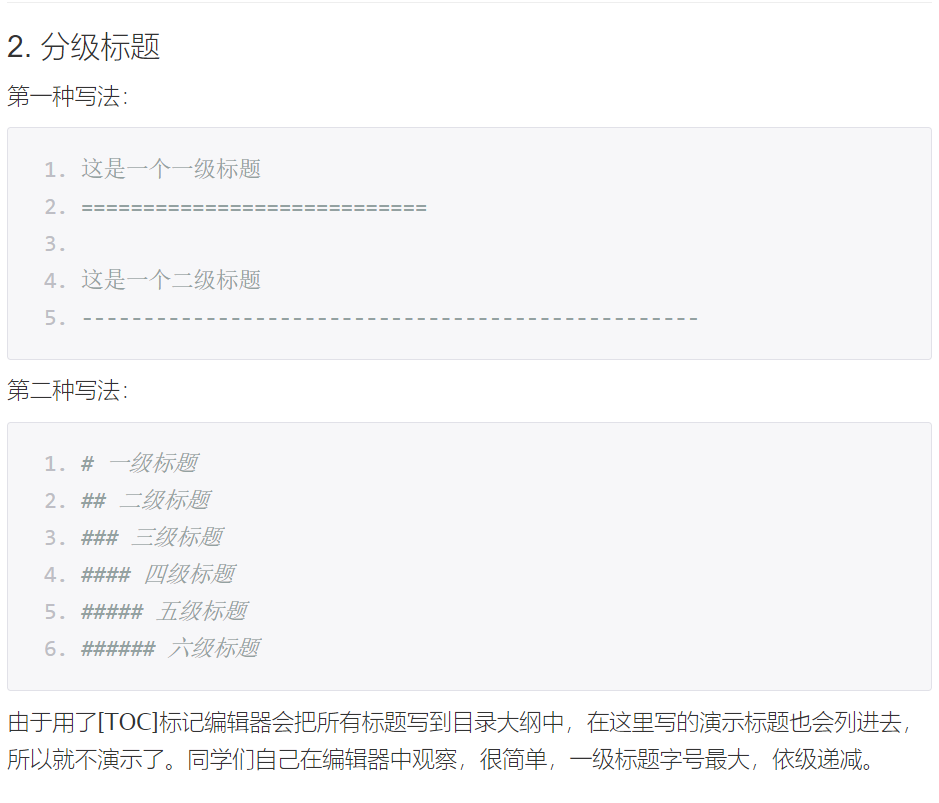 2. 分级标题
第一种写法：
1. 这是一个一级标题
2. ============================
3.
4. 这是一个二级标题
5. --------------------------------------------------
第二种写法：
1. # 一级标题
2. ## 二级标题
3. ### 三级标题
4. #### 四级标题
5. ##### 五级标题
6. ###### 六级标题
由于用了[TOC]标记编辑器会把所有标题写到目录大纲中，在这里写的演示标题也会列进去，
所以就不演示了。同学们自己在编辑器中观察，很简单，一级标题字号最大，依级递减。